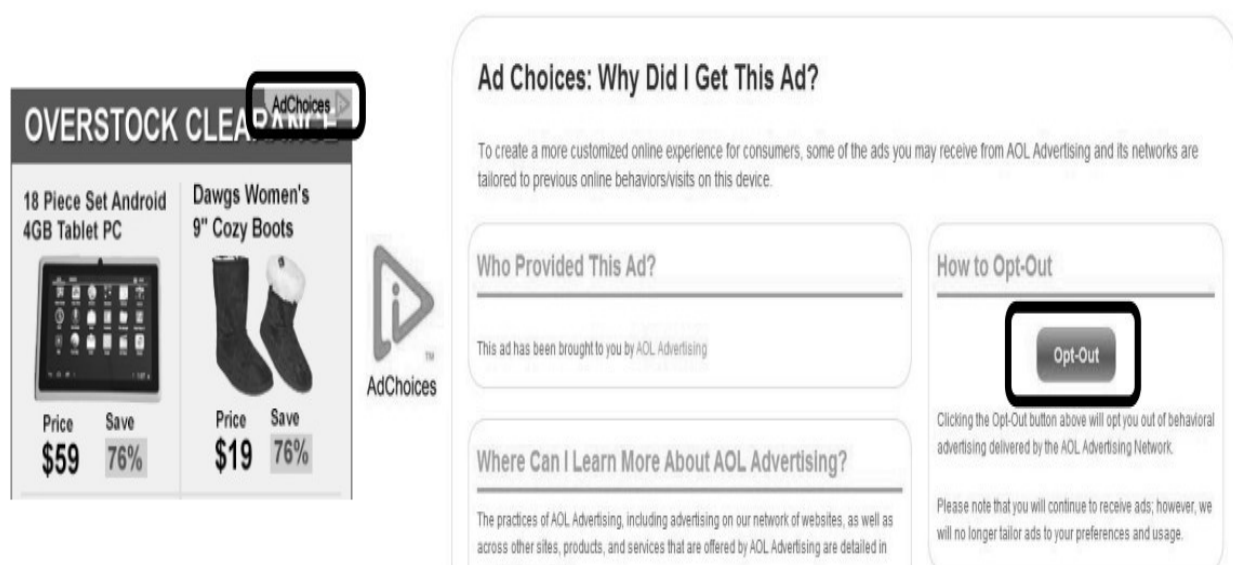 AdChoices
OVERSTOCK CLEARANCE
18 Piece Set Android
4GB Tablet PC
Price
Save
$59
76%
Dawgs Women's
9" Cozy Boots
Price
Save
$19
76%
TM
AdChoices
Ad Choices: Why Did I Get This Ad?
To create a more customized online experience for consumers, some of the ads you may receive from AOL Advertising and its networks are
tailored to previous online behaviors/visits on this device.
Who Provided This Ad?
This ad has been brought to you by AOL Advertising
Where Can I Learn More About AOL Advertising?
The practices of AOL Advertising, including advertising on our network of websites, as well as
across other sites, products, and services that are offered by AOL Advertising are detailed in
How to Opt-Out
Opt-Out
Clicking the Opt-Out button above will opt you out of behavioral
advertising delivered by the AOL Advertising Network.
Please note that you will continue to receive ads; however, we
will no longer tailor ads to your preferences and usage.